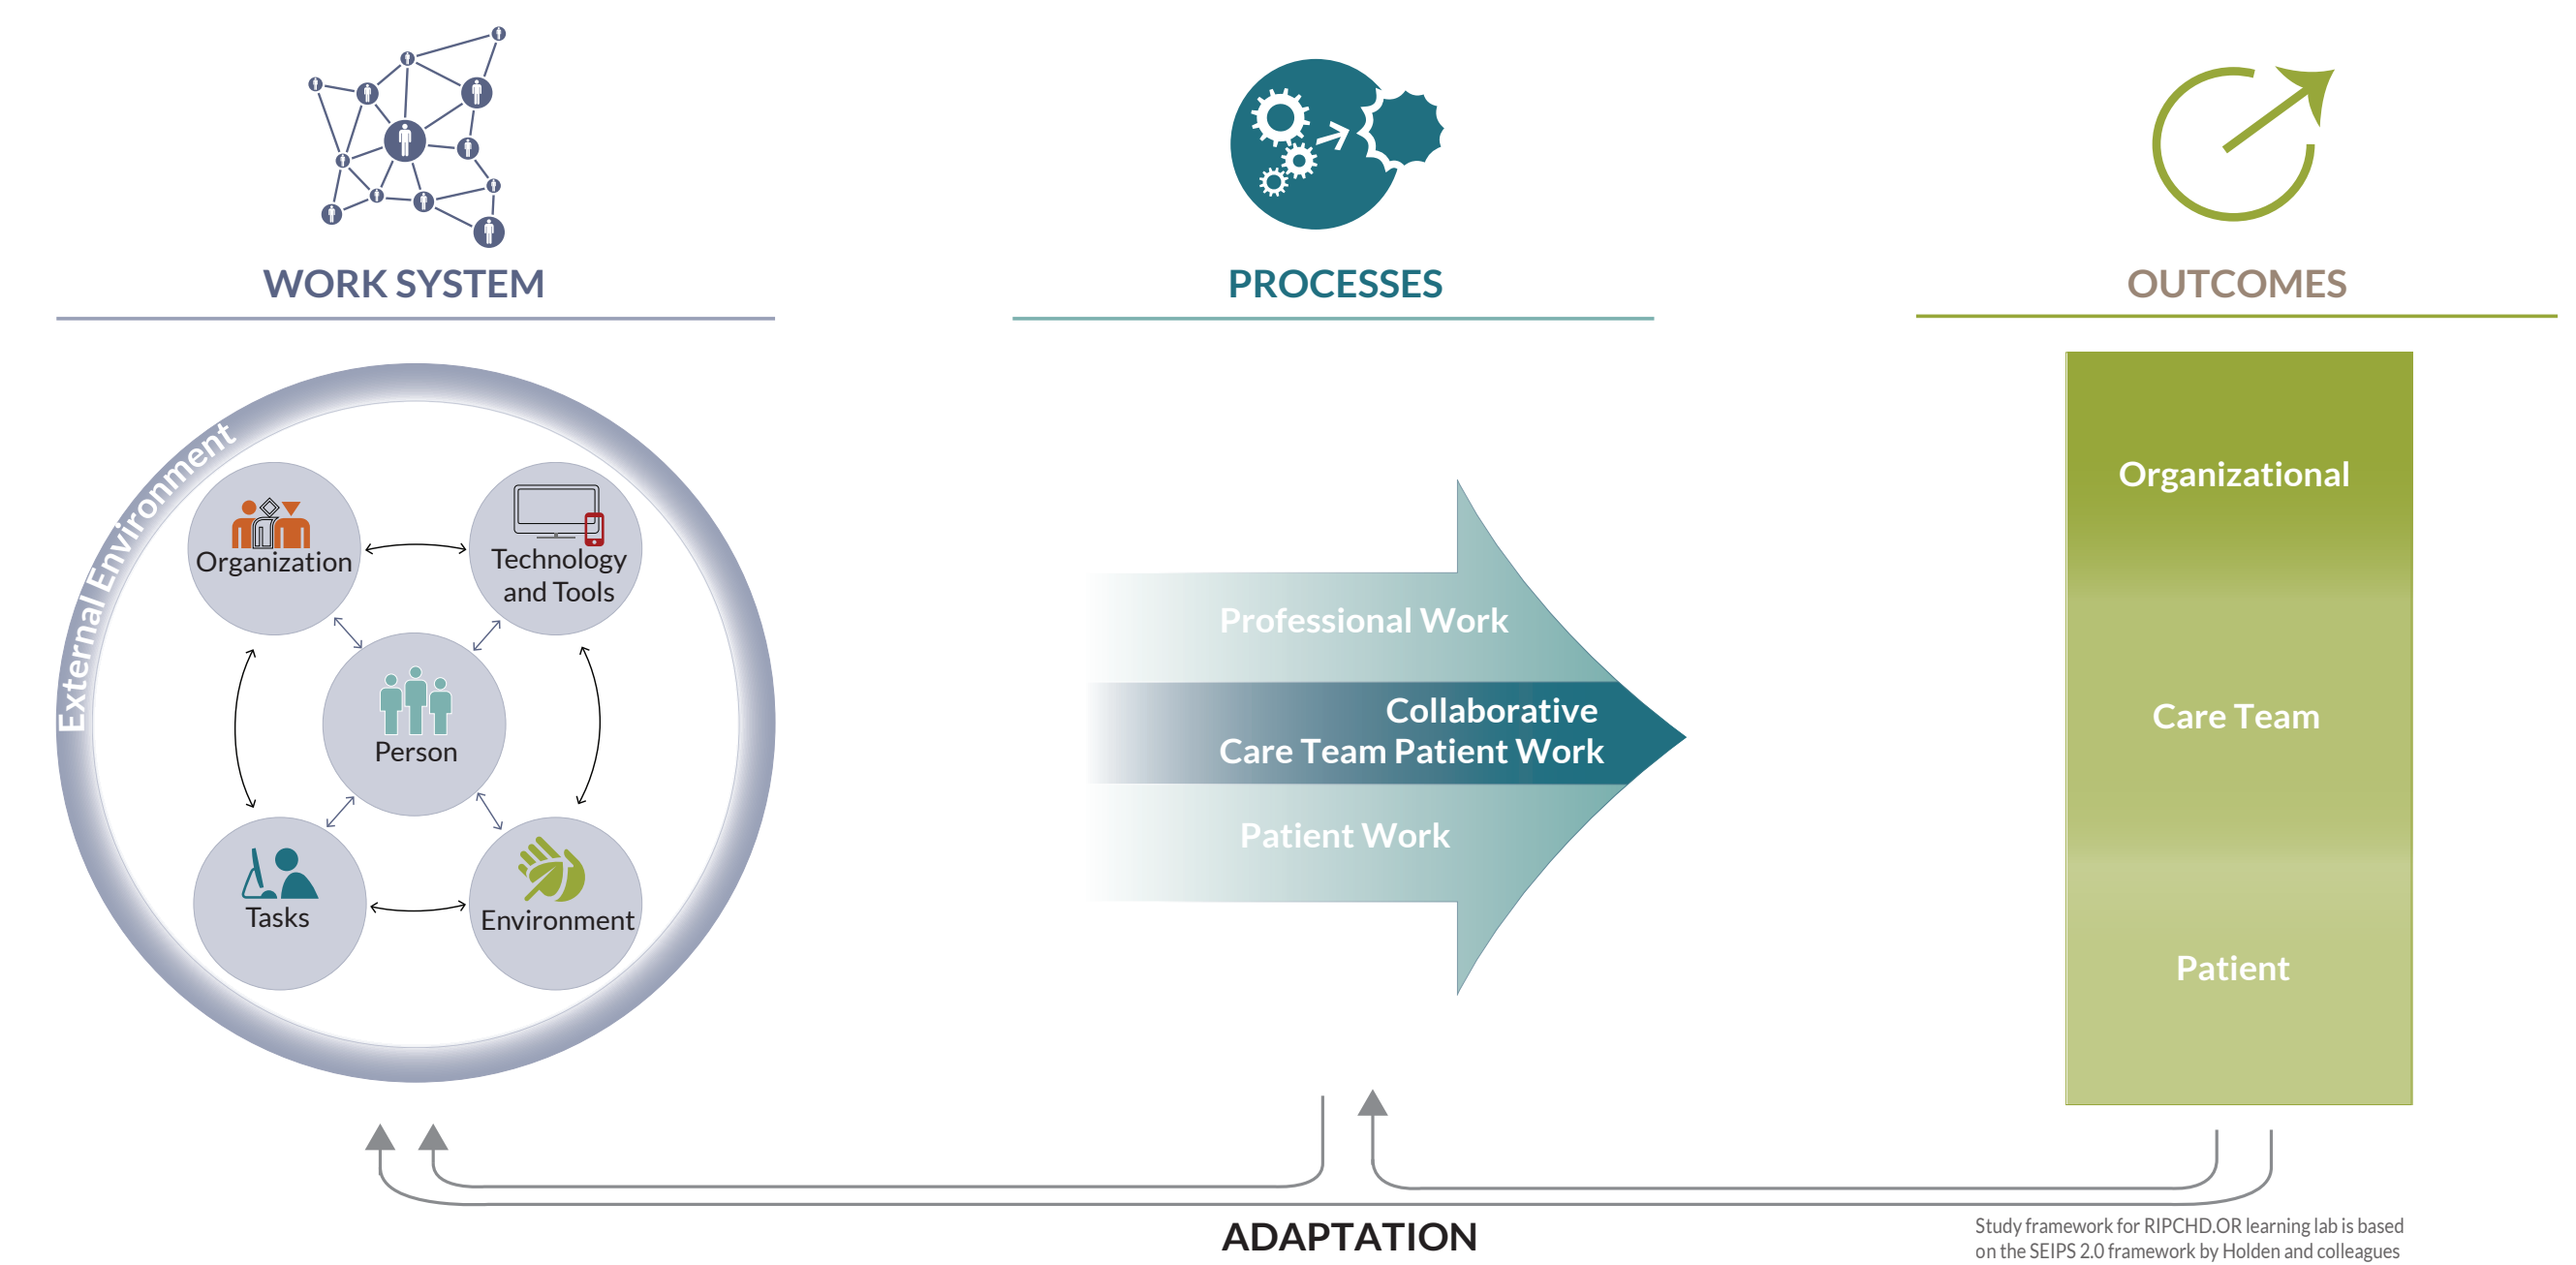 WORK SYSTEM
PROCESSES
OUTCOMES
External Environment
Organization
Technology
and Tools
Person
Tasks
Environment
Professional Work
Collaborative
Care Team Patient Work
Patient Work
Organizational
Care Team
Patient
ADAPTATION
Study framework for RIPCHD.OR learning lab is based
on the SEIPS 2.0 framework by Holden and colleagues